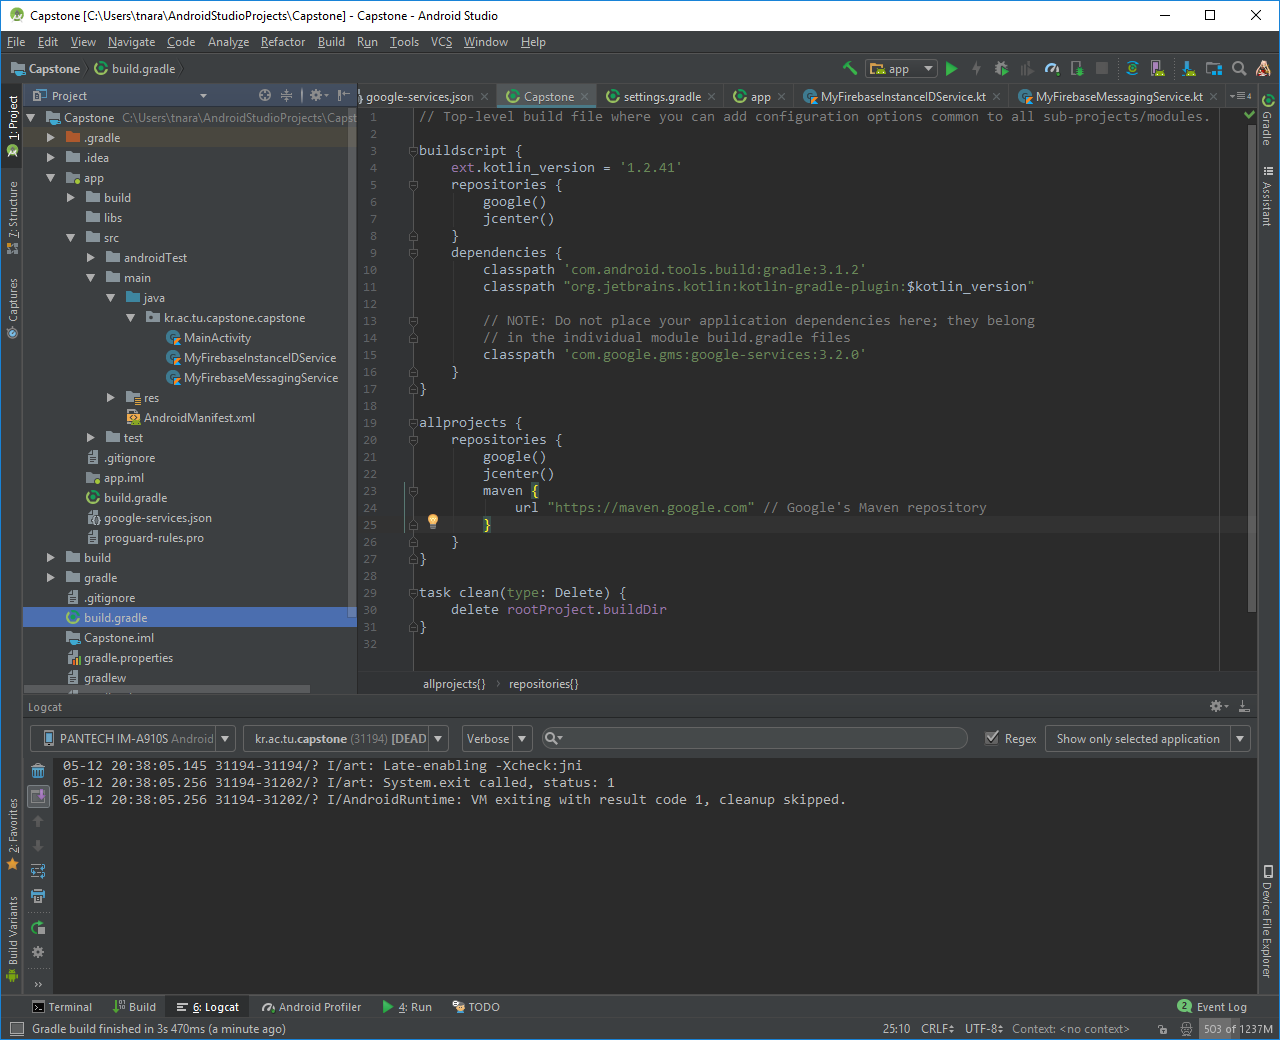 Capstone [C:\Users\tnara\AndroidStudioProjects\Capstone] - Capstone - Android Studio
File Edit View Navigate Code Analyze Refactor Build Run Tools VCS Window Help
Capstone build.gradle app
1: Project
7: Structure
Captures
2: Favorites
Build Variants
Project
Capstone C:\Users\tnara\AndroidStudioProjects\Capst
.gradle
.idea
app
build
libs
src
androidTest
main
java
kr.ac.tu.capstone.capstone
MainActivity
MyFirebaseInstanceIDService
MyFirebaseMessagingService
res
AndroidManifest.xml
test
.gitignore
app.iml
build.gradle
google-services.json
proguard-rules.pro
build
gradle
.gitignore
build.gradle
Capstone.iml
gradle.properties
gradlew
google-services.json Capstone settings.gradle app MyFirebaseInstanceIDService.kt MyFirebaseMessagingService.kt 4
1 // Top-level build file where you can add configuration options common to all sub-projects/modules.
2
3 buildscript {
4 ext.kotlin_version = '1.2.41'
5 repositories {
6 google()
7 jcenter()
8 }
9 dependencies {
10 classpath 'com.android.tools.build:gradle:3.1.2'
11 classpath "org.jetbrains.kotlin:kotlin-gradle-plugin:$kotlin_version"
12
13 // NOTE: Do not place your application dependencies here; they belong
14 // in the individual module build.gradle files
15 classpath 'com.google.gms:google-services:3.2.0'
16 }
17 }
18
19 allprojects {
20 repositories {
21 google()
22 jcenter()
23 maven {
24 url "https://maven.google.com" // Google's Maven repository
25 }
26 }
27 }
28
29 task clean(type: Delete) {
30 delete rootProject.buildDir
31 }
32
allprojects{} › repositories{}
Gradle
Assistant
Device File Explorer
Logcat
PANTECH IM-A910S Android kr.ac.tu.capstone (31194) [DEAD Verbose Regex Show only selected application
05-12 20:38:05.145 31194-31194/? I/art: Late-enabling -Xcheck:jni
05-12 20:38:05.256 31194-31202/? I/art: System.exit called, status: 1
05-12 20:38:05.256 31194-31202/? I/AndroidRuntime: VM exiting with result code 1, cleanup skipped.
Terminal Build 6: Logcat Android Profiler 4: Run TODO 2 Event Log
Gradle build finished in 3s 470ms (a minute ago) 25:10 CRLF UTF-8 Context: <no context> 503 of 1237M